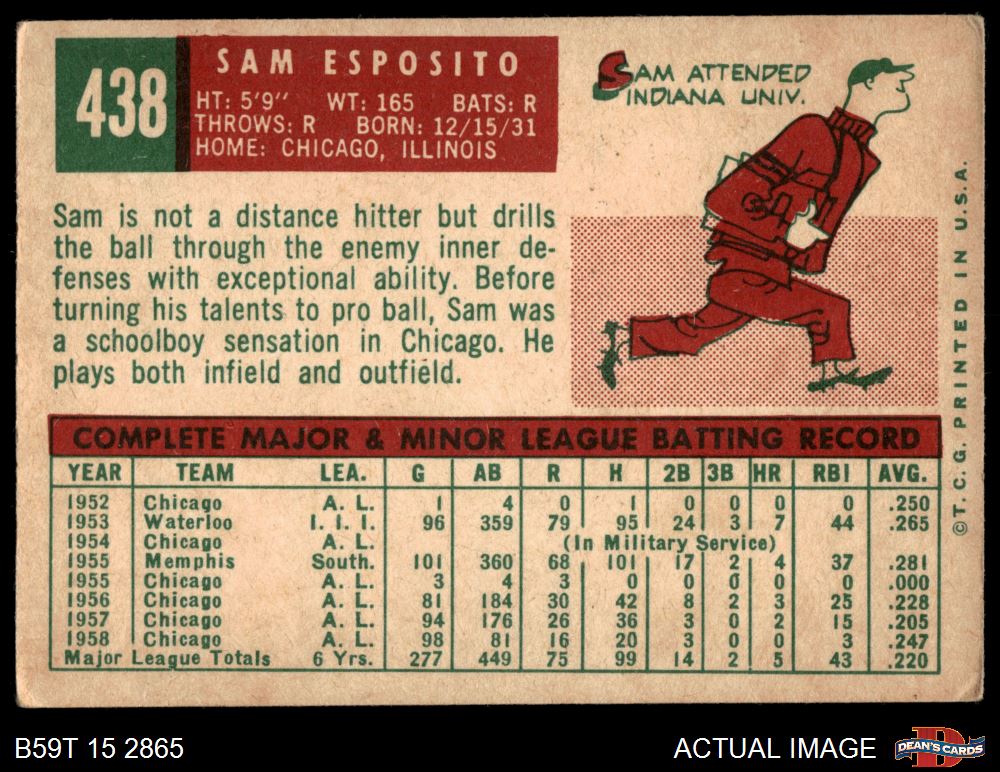 438
SAM ESPOSITO
HT: 5'9" WT: 165 BATS: R
THROWS: R BORN: 12/15/31
HOME: CHICAGO, ILLINOIS
SAM ATTENDED
INDIANA UNIV.
Sam is not a distance hitter but drills
the ball through the enemy inner de-
fenses with exceptional ability. Before
turning his talents to pro ball, Sam was
a schoolboy sensation in Chicago. He
plays both infield and outfield.
COMPLETE MAJOR & MINOR LEAGUE BATTING RECORD
YEAR TEAM LEA. G AB R H 2B 3B HR RBI AVG.
1952 Chicago A. L. 1 4 0 1 0 0 0 0 .250
1953 Waterloo I. I. I. 96 359 79 95 24 3 7 44 .265
1954 Chicago A. L. (In Military Service)
1955 Memphis South. 101 360 68 101 17 2 4 37 .281
1955 Chicago A. L. 3 4 3 0 0 0 0 0 .000
1956 Chicago A. L. 81 184 30 42 8 2 3 25 .228
1957 Chicago A. L. 94 176 26 36 3 0 2 15 .205
1958 Chicago A. L. 98 81 16 20 3 0 0 3 .247
Major League Totals 6 Yrs. 277 449 75 99 14 2 5 43 .220
©T. C. G. PRINTED IN U.S.A.
B59T 15 2865
ACTUAL IMAGE
DEAN'S CARDS